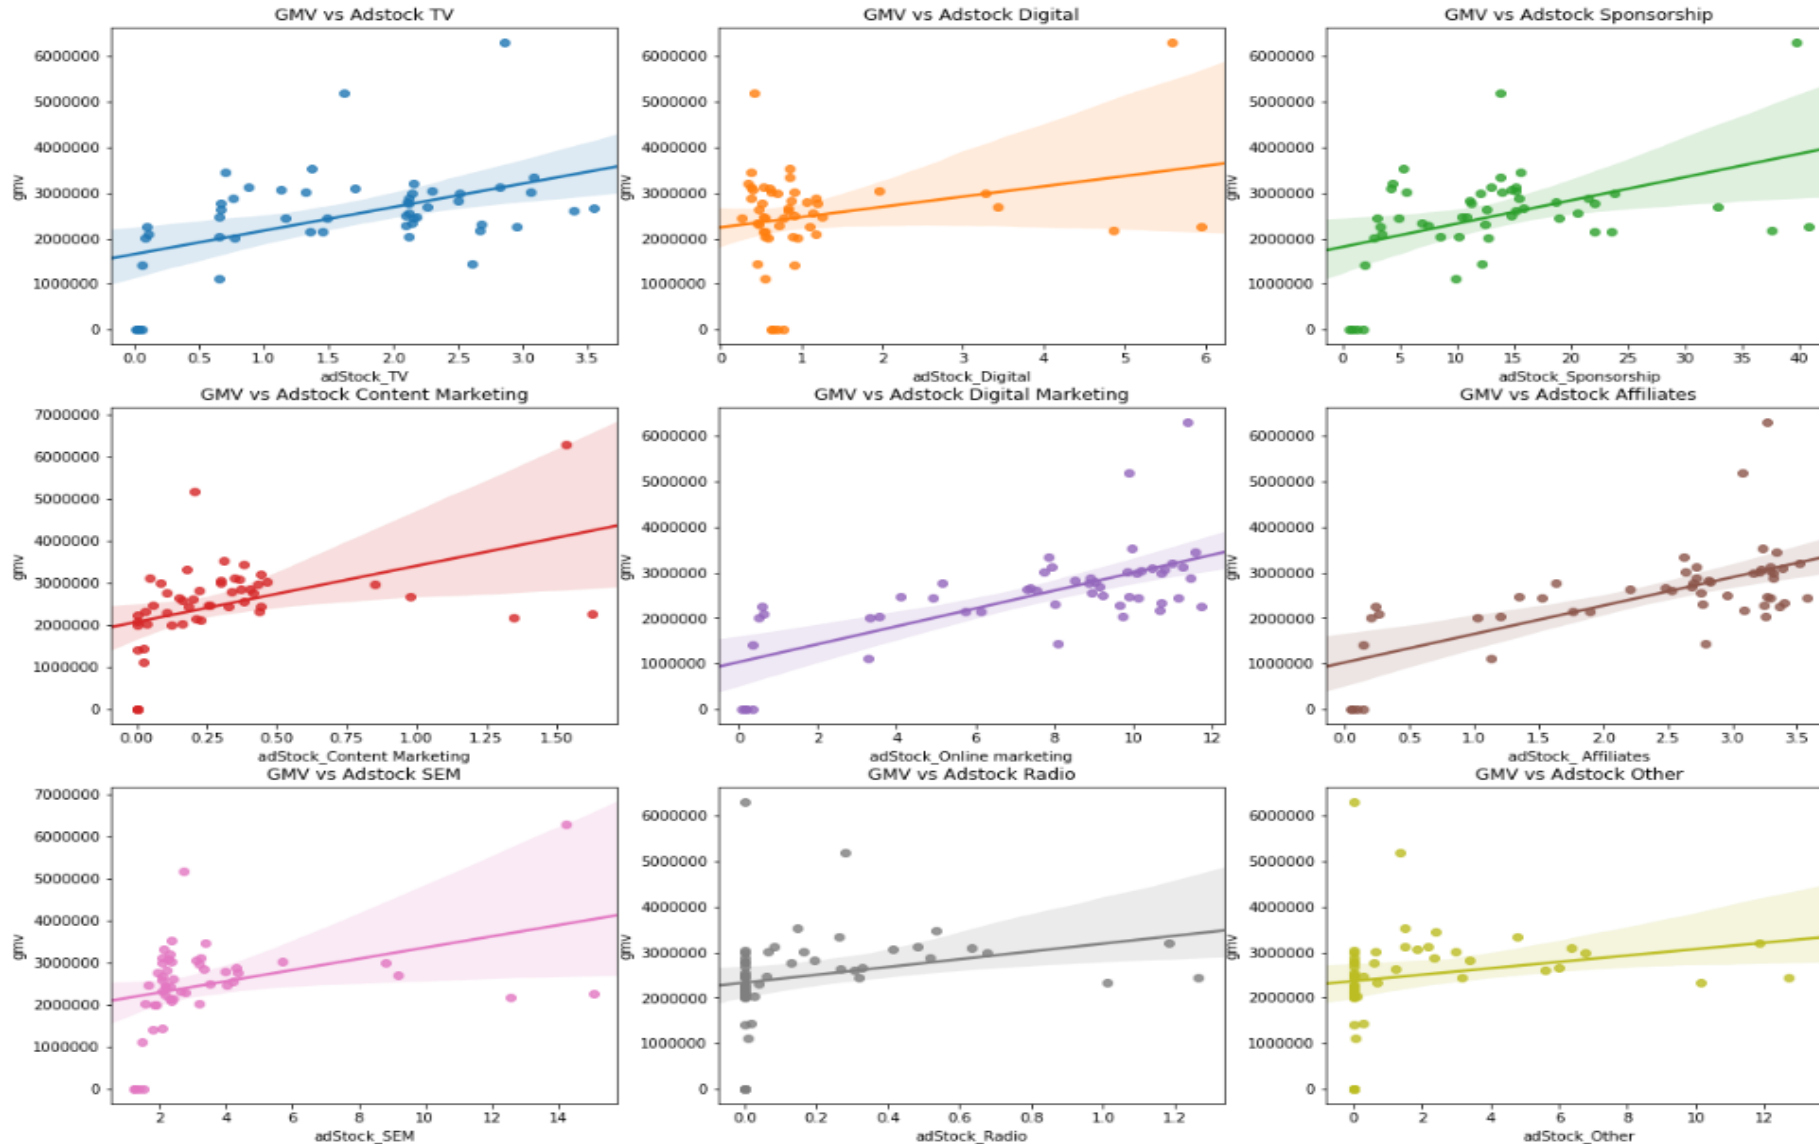 GMV vs Adstock TV
6000000
5000000
4000000
3000000
2000000
1000000
0
gmv
0.0 0.5 1.0 1.5 2.0 2.5 3.0 3.5
adStock_TV
GMV vs Adstock Digital
6000000
5000000
4000000
3000000
2000000
1000000
0
gmv
0 1 2 3 4 5 6
adStock_Digital
GMV vs Adstock Sponsorship
6000000
5000000
4000000
3000000
2000000
1000000
0
gmv
0 5 10 15 20 25 30 35 40
adStock_Sponsorship
GMV vs Adstock Content Marketing
7000000
6000000
5000000
4000000
3000000
2000000
1000000
0
gmv
0.00 0.25 0.50 0.75 1.00 1.25 1.50
adStock_Content Marketing
GMV vs Adstock Digital Marketing
6000000
5000000
4000000
3000000
2000000
1000000
0
gmv
0 2 4 6 8 10 12
adStock_Online marketing
GMV vs Adstock Affiliates
6000000
5000000
4000000
3000000
2000000
1000000
0
gmv
0.0 0.5 1.0 1.5 2.0 2.5 3.0 3.5
adStock_ Affiliates
GMV vs Adstock SEM
7000000
6000000
5000000
4000000
3000000
2000000
1000000
0
gmv
2 4 6 8 10 12 14
adStock_SEM
GMV vs Adstock Radio
6000000
5000000
4000000
3000000
2000000
1000000
0
gmv
0.0 0.2 0.4 0.6 0.8 1.0 1.2
adStock_Radio
GMV vs Adstock Other
6000000
5000000
4000000
3000000
2000000
1000000
0
gmv
0 2 4 6 8 10 12
adStock_Other